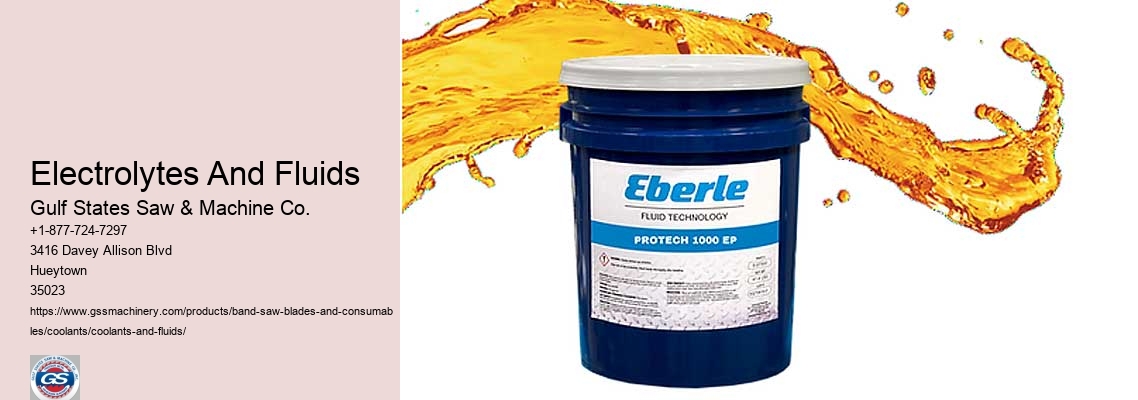 Electrolytes And Fluids
Gulf States Saw & Machine Co.
+1-877-724-7297
3416 Davey Allison Blvd
Hueytown
35023
https://www.gssmachinery.com/products/band-saw-blades-and-consumab
les/coolants/coolants-and-fluids/
GS
Eberle
FLUID TECHNOLOGY
PROTECH 1000 EP